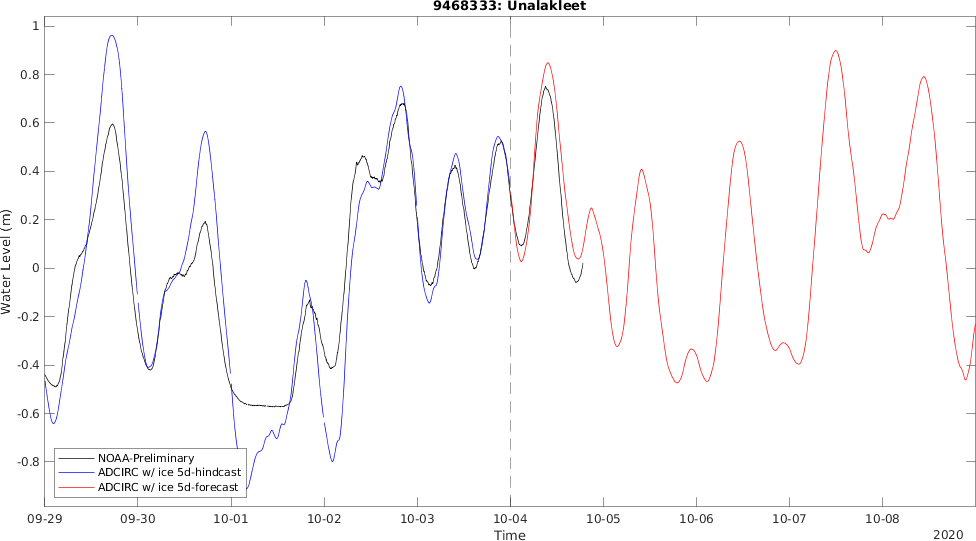 9468333: Unalakleet
1
0.8
0.6
0.4
0.2
0
-0.2
-0.4
-0.6
-0.8
Water Level (m)
NOAA-Preliminary
ADCIRC w/ ice 5d-hindcast
ADCIRC w/ ice 5d-forecast
09-29 09-30 10-01 10-02 10-03 10-04 10-05 10-06 10-07 10-08
Time
2020